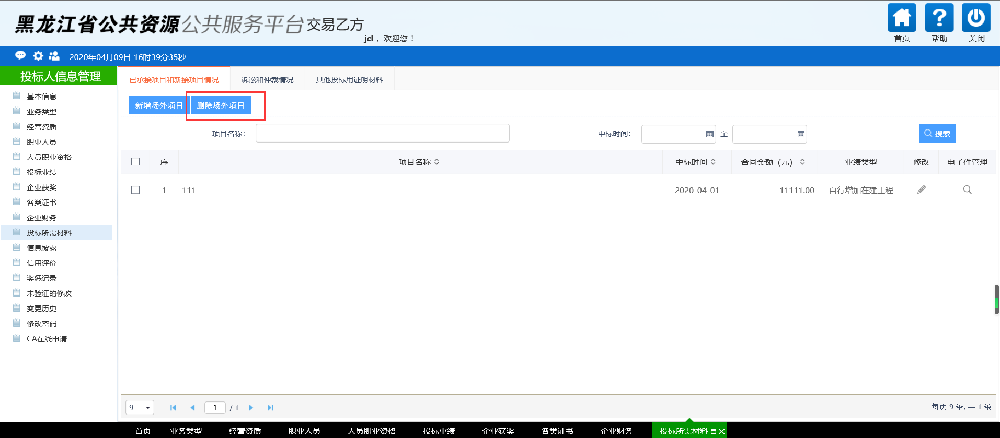 黑龙江省公共资源公共服务平台交易乙方
jcl ，欢迎您！
首页 帮助 关闭
2020年04月09日 16时39分35秒
投标人信息管理
基本信息
业务类型
经营资质
职业人员
人员职业资格
投标业绩
企业获奖
各类证书
企业财务
投标所需材料
信息披露
信用评价
奖惩记录
未验证的修改
变更历史
修改密码
CA在线申请
已承接项目和新接项目情况 诉讼和仲裁情况 其他投标用证明材料
新增场外项目 删除场外项目
项目名称： 中标时间： 至 搜索
序 项目名称 中标时间 合同金额（元） 业绩类型 修改 电子件管理
1 111 2020-04-01 11111.00 自行增加在建工程
9 1 / 1 每页 9 条, 共 1 条
首页 业务类型 经营资质 职业人员 人员职业资格 投标业绩 企业获奖 各类证书 企业财务 投标所需材料